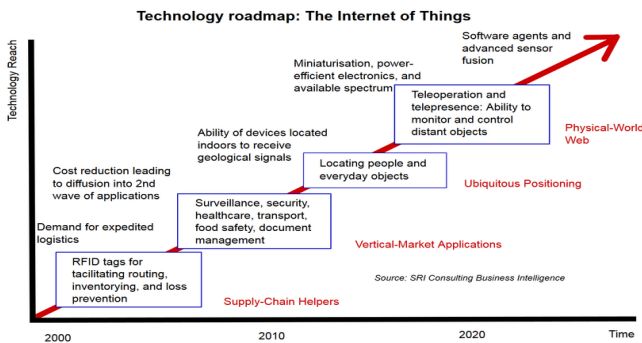 Technology roadmap: The Internet of Things
Technology Reach
Software agents and
advanced sensor
fusion
Miniaturisation, power-
efficient electronics, and
available spectrum
Teleoperation and
telepresence: Ability to
monitor and control
distant objects
Physical-World
Web
Ability of devices located
indoors to receive
geological signals
Locating people and
everyday objects
Ubiquitous Positioning
Cost reduction leading
to diffusion into 2nd
wave of applications
Surveillance, security,
healthcare, transport,
food safety, document
management
Vertical-Market Applications
Demand for expedited
logistics
RFID tags for
facilitating routing,
inventorying, and loss
prevention
Supply-Chain Helpers
Source: SRI Consulting Business Intelligence
2000
2010
2020
Time